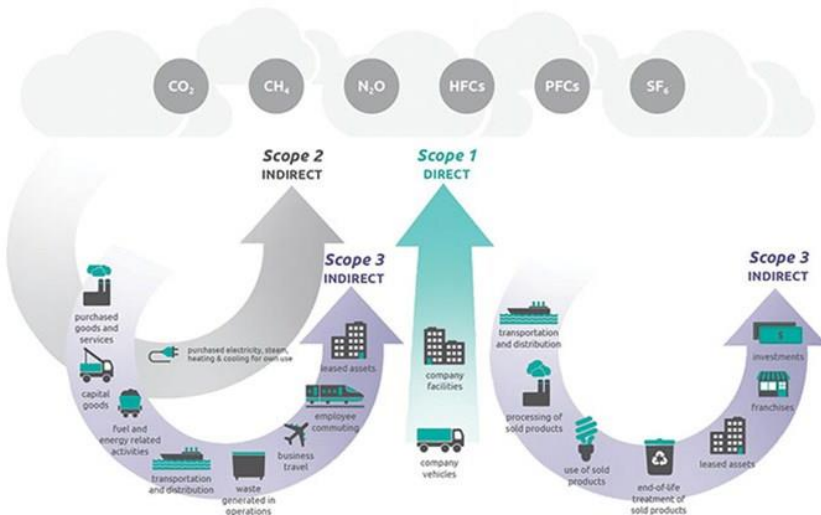 CO₂
CH₄
N₂O
HFCs
PFCs
SF₆
Scope 2
INDIRECT
Scope 1
DIRECT
Scope 3
INDIRECT
Scope 3
INDIRECT
purchased
goods and
services
capital
goods
fuel and
energy related
activities
transportation
and distribution
waste
generated in
operations
business
travel
employee
commuting
leased assets
purchased electricity, steam,
heating & cooling for own use
company
facilities
company
vehicles
transportation
and distribution
processing of
sold products
use of sold
products
end-of-life
treatment of
sold products
leased assets
franchises
investments
$